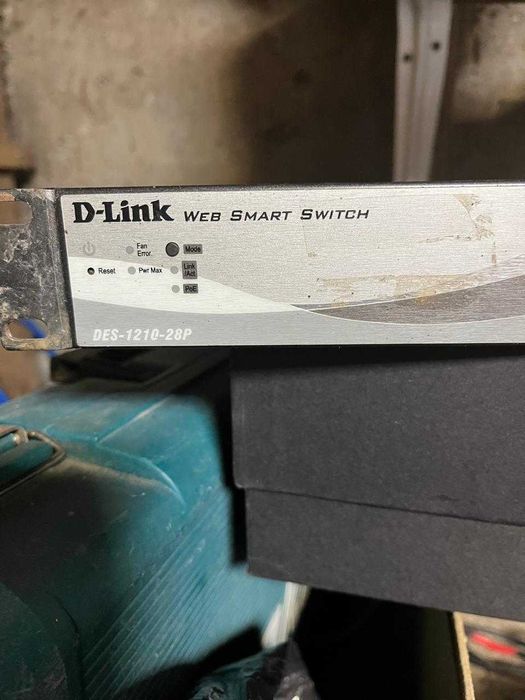 D-Link WEB SMART SWITCH
Fan Error. Mode
Reset Pwr Max Link /Act
PoE
DES-1210-28P